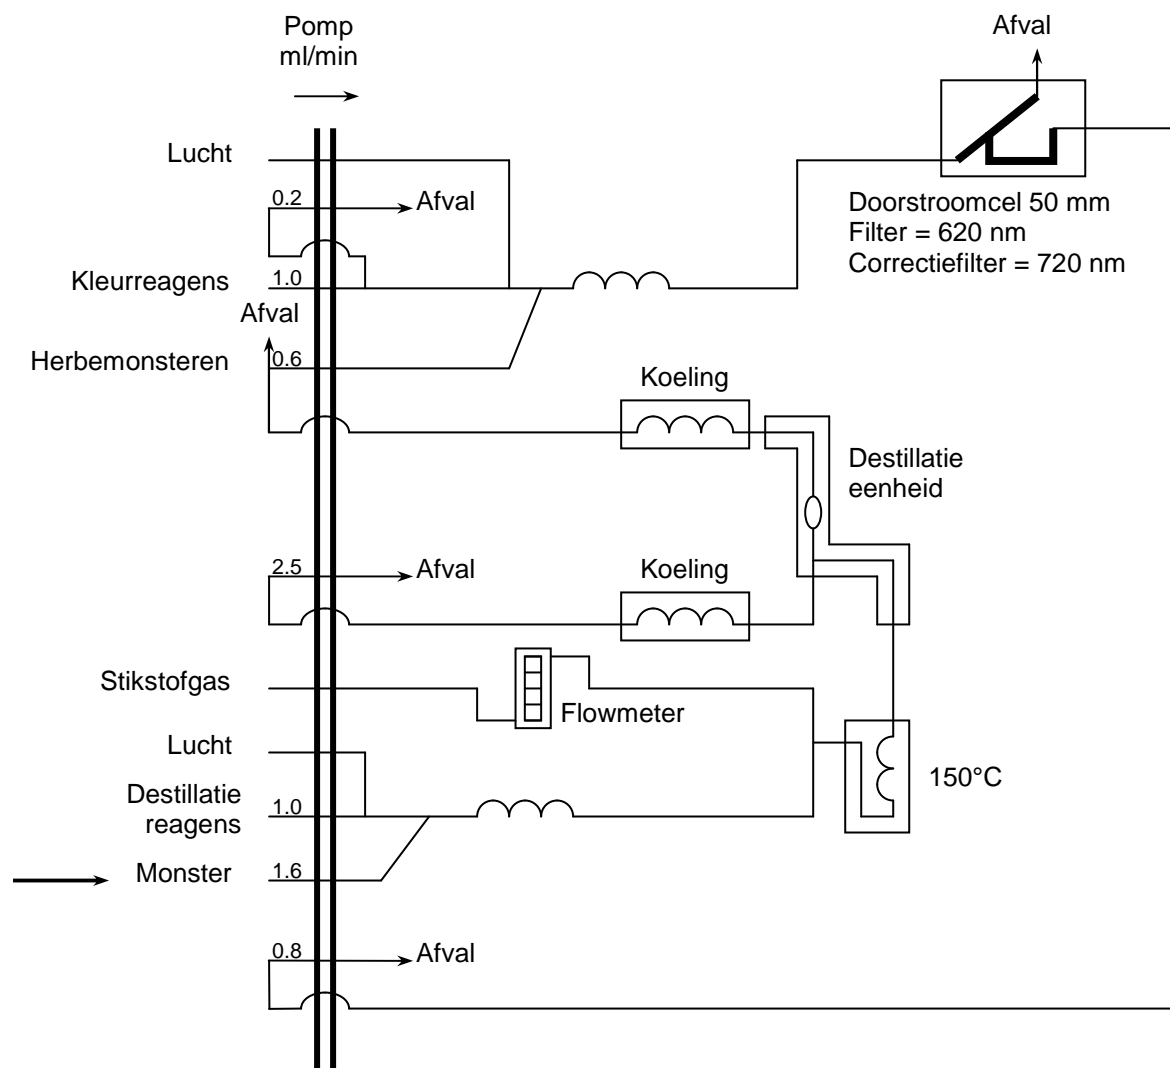 Pomp
ml/min
Afval
Lucht
0.2
Afval
Doorstroomcel 50 mm
Filter = 620 nm
Correctiefilter = 720 nm
Kleurreagens
1.0
Afval
Herbemonsteren
0.6
Koeling
Destillatie
eenheid
2.5
Afval
Koeling
Stikstofgas
Flowmeter
Lucht
150°C
Destillatie
reagens
1.0
Monster
1.6
0.8
Afval